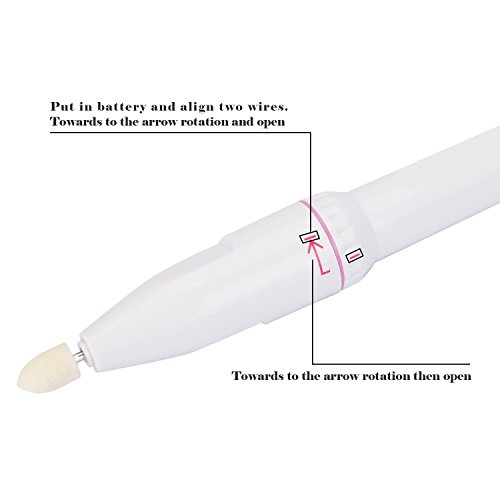 Put in battery and align two wires.
Towards to the arrow rotation and open
Towards to the arrow rotation then open